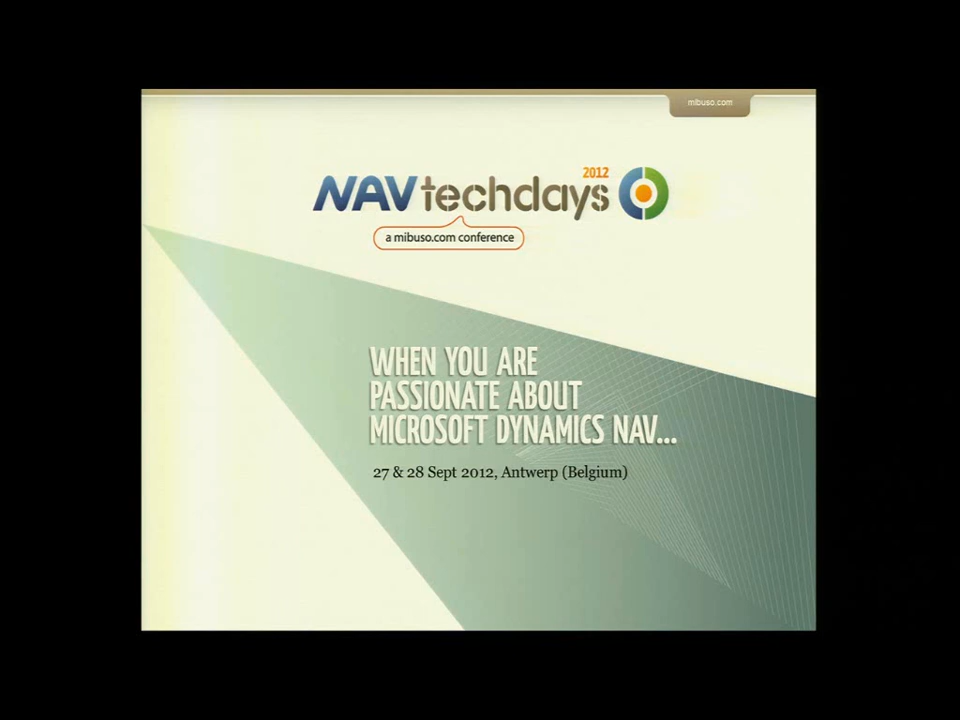 mibuso.com
2012
NAVtechdays
a mibuso.com conference
WHEN YOU ARE
PASSIONATE ABOUT
MICROSOFT DYNAMICS NAV...
27 & 28 Sept 2012, Antwerp (Belgium)